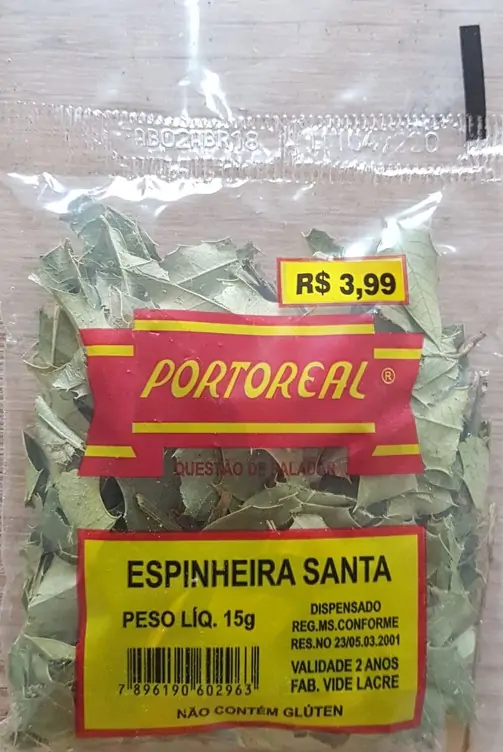 AB02ABR18
R$ 3,99
PORTOREAL ®
QUESTÃO DE PALADAR
ESPINHEIRA SANTA
PESO LÍQ. 15g
DISPENSADO
REG.MS.CONFORME
RES.NO 23/05.03.2001
VALIDADE 2 ANOS
FAB. VIDE LACRE
7 896190 602963
NÃO CONTÉM GLÚTEN